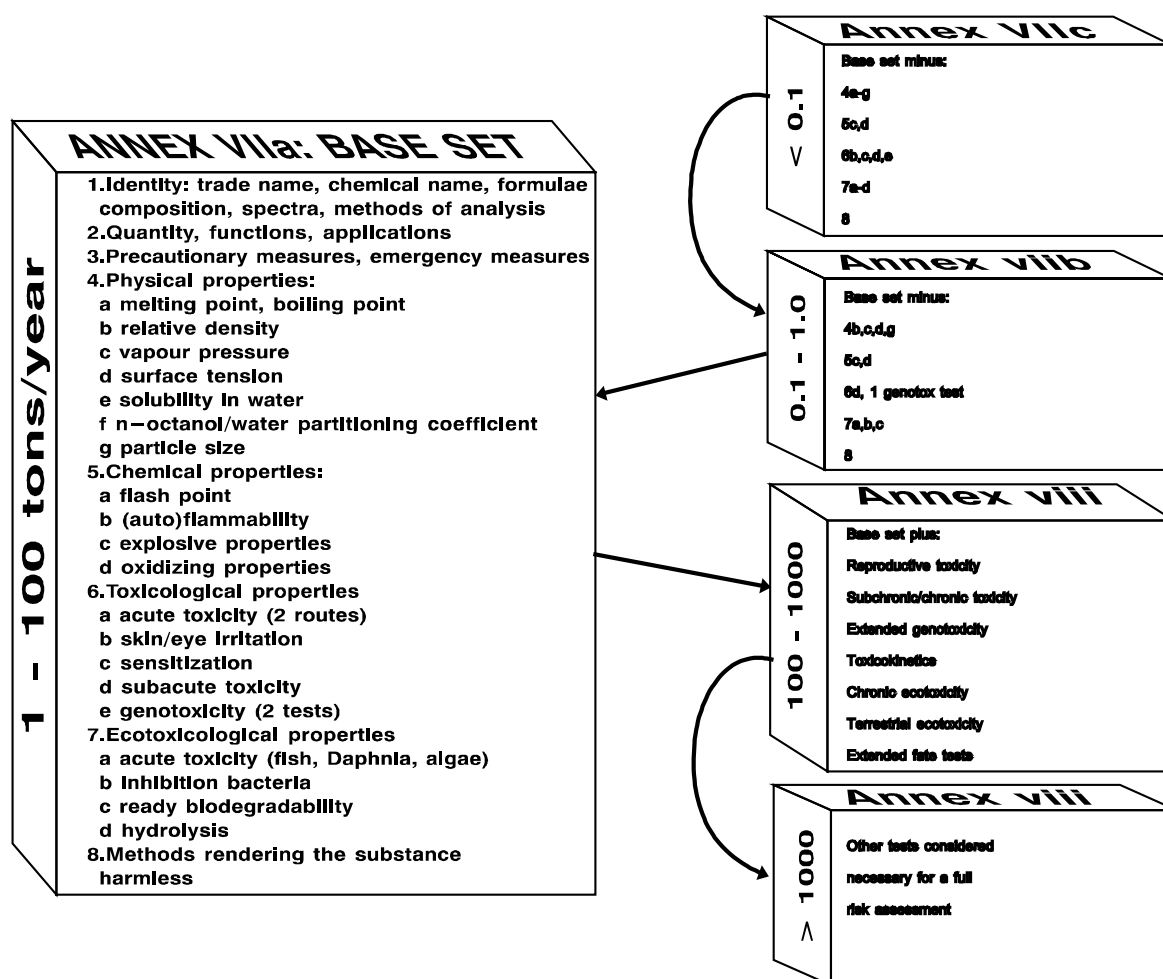 ANNEX VIIa: BASE SET
1 - 100 tons/year
1.Identity: trade name, chemical name, formulae
composition, spectra, methods of analysis
2.Quantity, functions, applications
3.Precautionary measures, emergency measures
4.Physical properties:
a melting point, boiling point
b relative density
c vapour pressure
d surface tension
e solubility in water
f n-octanol/water partitioning coefficient
g particle size
5.Chemical properties:
a flash point
b (auto)flammability
c explosive properties
d oxidizing properties
6.Toxicological properties
a acute toxicity (2 routes)
b skin/eye irritation
c sensitization
d subacute toxicity
e genotoxicity (2 tests)
7.Ecotoxicological properties
a acute toxicity (fish, Daphnia, algae)
b inhibition bacteria
c ready biodegradability
d hydrolysis
8.Methods rendering the substance
harmless
Annex VIIc
< 0.1
Base set minus:
4a-g
5c,d
6b,c,d,e
7a-d
8
Annex viib
0.1 - 1.0
Base set minus:
4b,c,d,g
5c,d
6d, 1 genotox test
7a,b,c
8
Annex viii
100 - 1000
Base set plus:
Reproductive toxicity
Subchronic/chronic toxicity
Extended genotoxicity
Toxicokinetics
Chronic ecotoxicity
Terrestrial ecotoxicity
Extended fate tests
Annex viii
> 1000
Other tests considered
necessary for a full
risk assessment